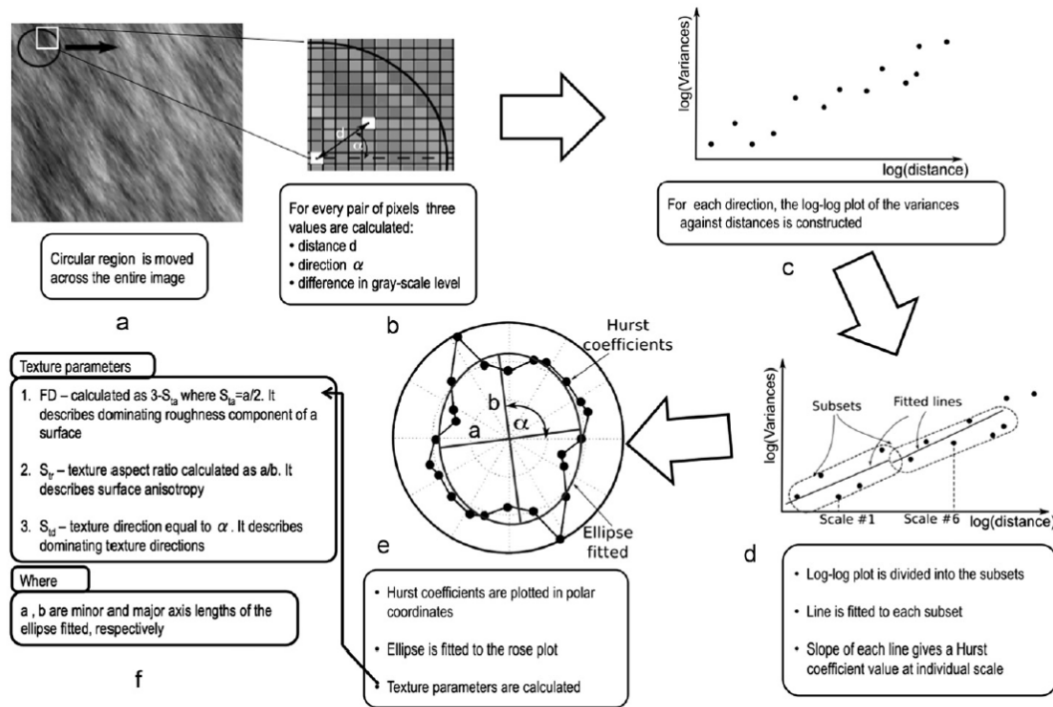 Circular region is moved
across the entire image
a
d
α
For every pair of pixels three
values are calculated:
• distance d
• direction α
• difference in gray-scale level
b
log(Variances)
log(distance)
For each direction, the log-log plot of the variances
against distances is constructed
c
Subsets
Fitted lines
log(Variances)
Scale #1
Scale #6
log(distance)
d
• Log-log plot is divided into the subsets
• Line is fitted to each subset
• Slope of each line gives a Hurst
coefficient value at individual scale
Hurst
coefficients
b
a
α
Ellipse
fitted
e
• Hurst coefficients are plotted in polar
coordinates
• Ellipse is fitted to the rose plot
• Texture parameters are calculated
Texture parameters
1. FD – calculated as 3-Sta where Sta=a/2. It
describes dominating roughness component of a
surface
2. Str – texture aspect ratio calculated as a/b. It
describes surface anisotropy
3. Std – texture direction equal to α . It describes
dominating texture directions
Where
a , b are minor and major axis lengths of the
ellipse fitted, respectively
f